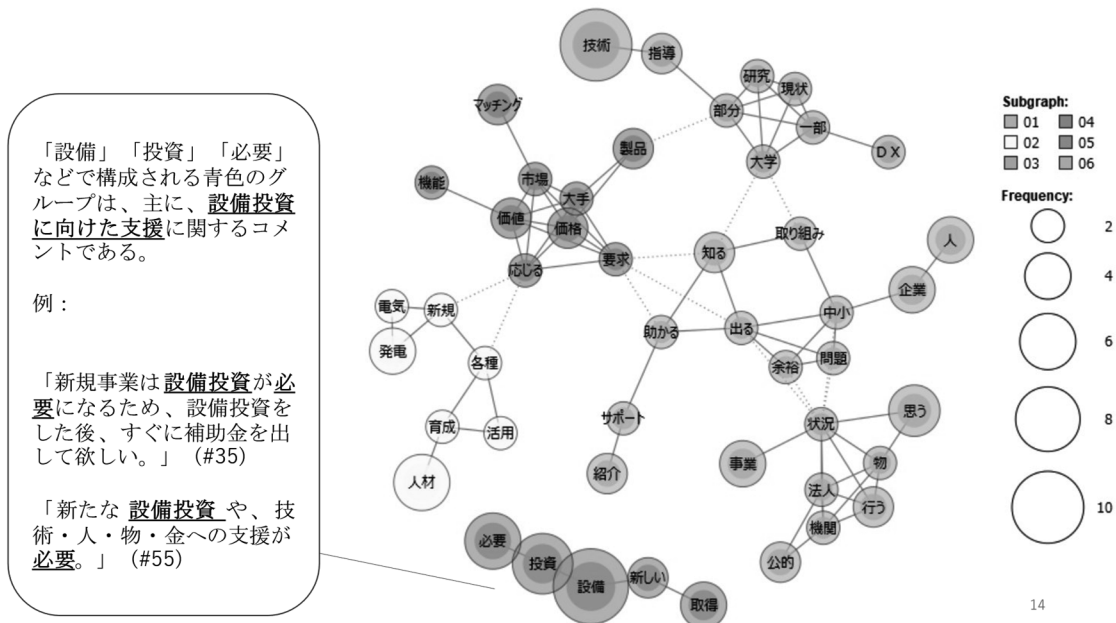 「設備」「投資」「必要」
などで構成される青色のグ
ループは、主に、設備投資
に向けた支援に関するコメ
ントである。
例：
「新規事業は設備投資が必
要になるため、設備投資を
した後、すぐに補助金を出
して欲しい。」（#35）
「新たな 設備投資 や、技
術・人・物・金への支援が
必要。」（#55）
技術
指導
研究
現状
部分
一部
大学
DX
マッチング
製品
機能
市場
大手
価値
価格
応じる
要求
知る
取り組み
人
企業
中小
助かる
出る
余裕
問題
電気
新規
発電
各種
育成
活用
人材
サポート
紹介
状況
思う
事業
物
法人
行う
機関
公的
必要
投資
設備
新しい
取得
Subgraph:
01 04
02 05
03 06
Frequency:
2
4
6
8
10
14